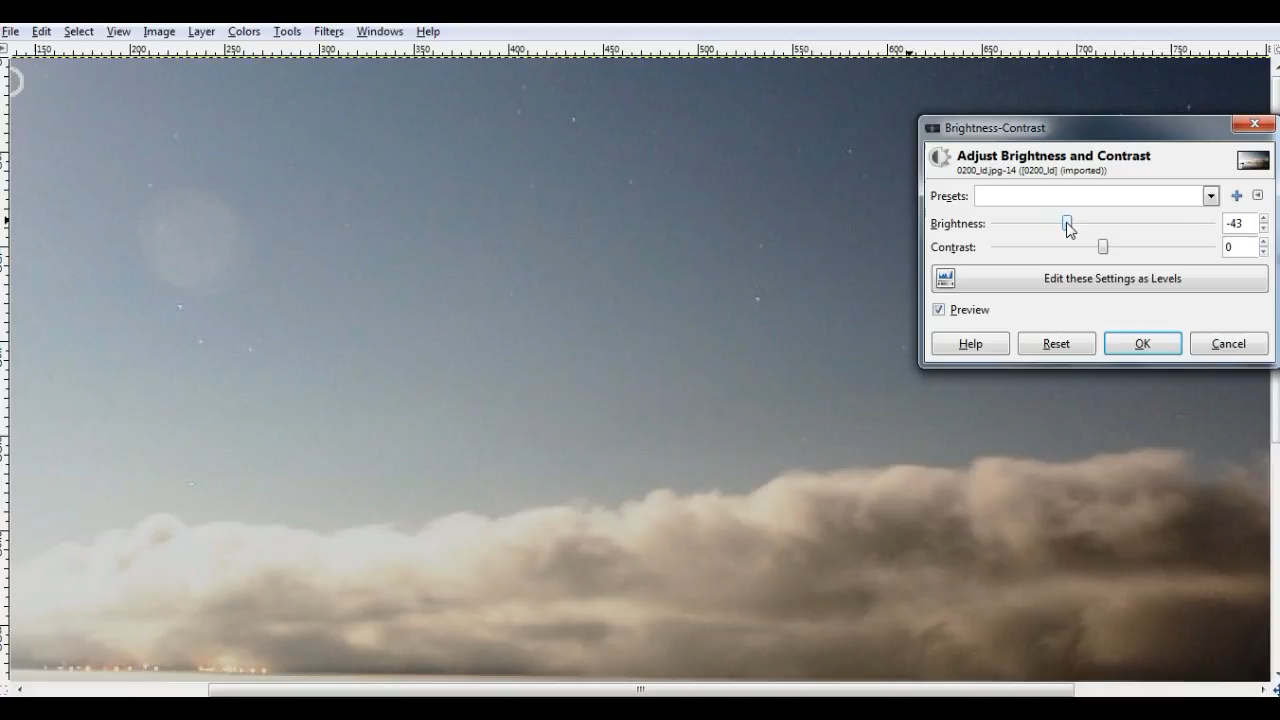 File Edit Select View Image Layer Colors Tools Filters Windows Help
150 200 250 300 350 400 450 500 550 600 650 700 750
Brightness-Contrast
Adjust Brightness and Contrast
0200_ld.jpg-14 ([0200_ld] (imported))
Presets:
Brightness: -43
Contrast: 0
Edit these Settings as Levels
Preview
Help Reset OK Cancel